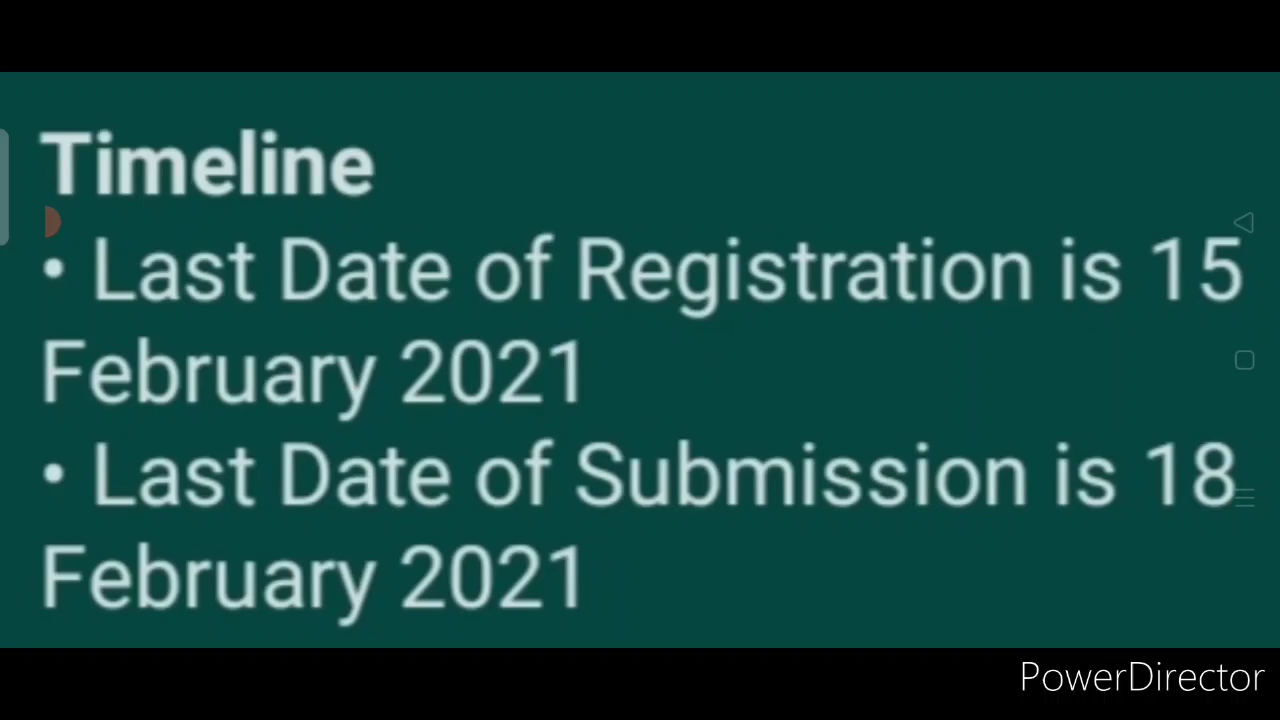 Timeline
• Last Date of Registration is 15
February 2021
• Last Date of Submission is 18
February 2021
PowerDirector